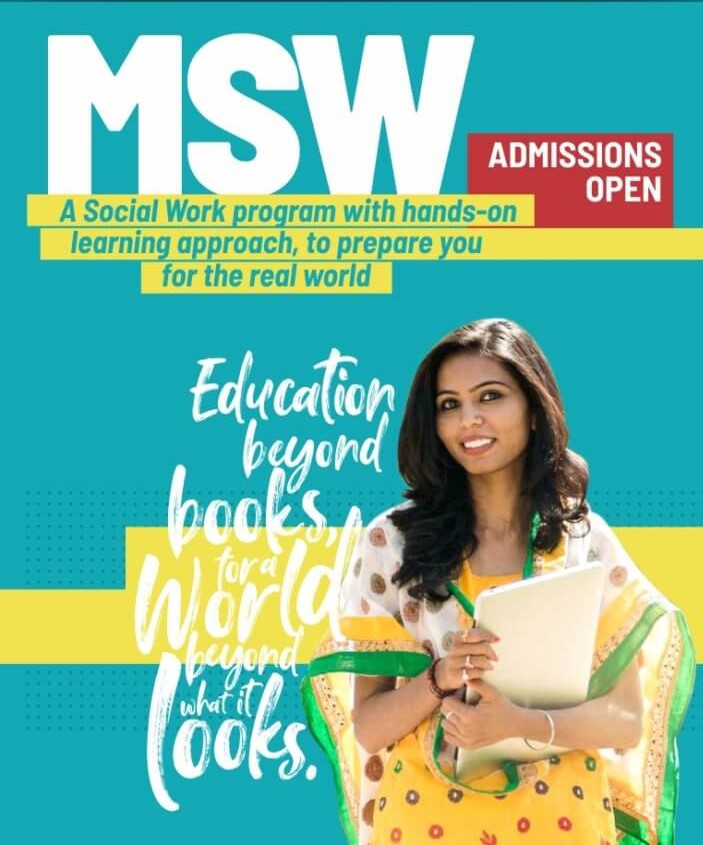 MSW
ADMISSIONS
OPEN
A Social Work program with hands-on
learning approach, to prepare you
for the real world
Education
beyond
books,
for a
World
beyond
what it
looks.